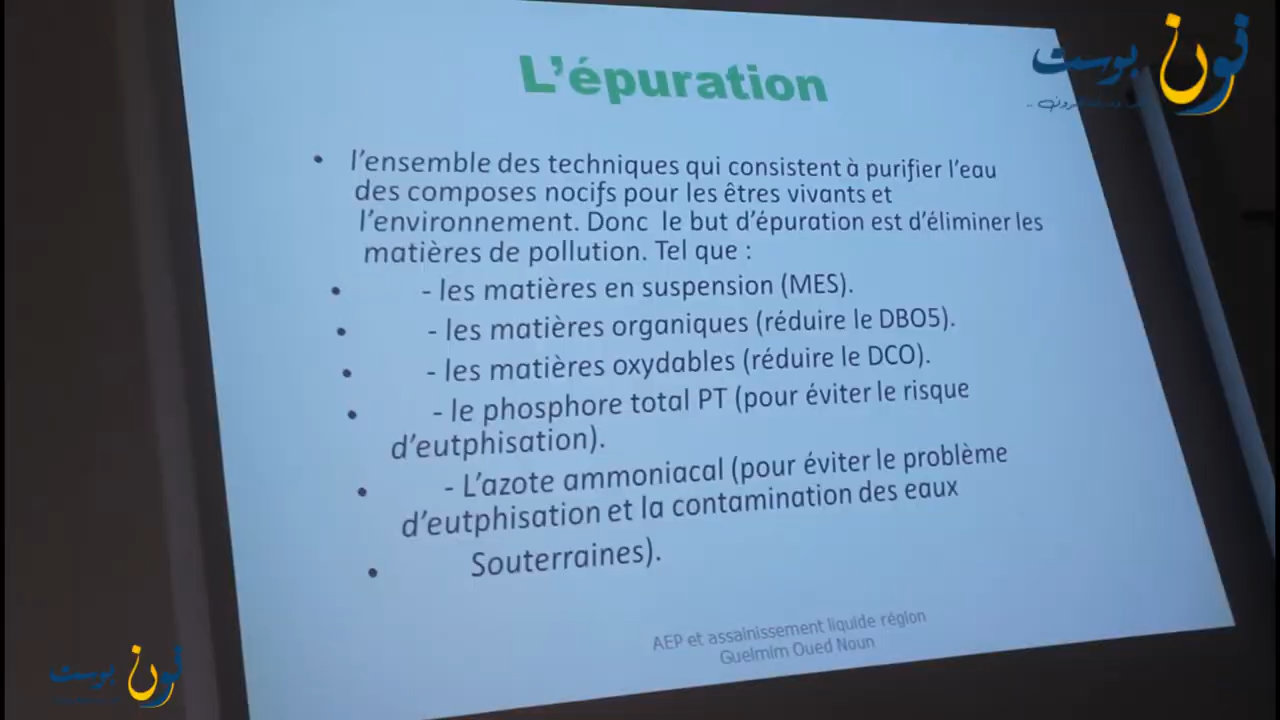 نون بوست
L'épuration
• l'ensemble des techniques qui consistent à purifier l'eau
des composes nocifs pour les êtres vivants et
l'environnement. Donc le but d'épuration est d'éliminer les
matières de pollution. Tel que :
• - les matières en suspension (MES).
• - les matières organiques (réduire le DBO5).
• - les matières oxydables (réduire le DCO).
• - le phosphore total PT (pour éviter le risque
d'eutphisation).
• - L'azote ammoniacal (pour éviter le problème
d'eutphisation et la contamination des eaux
• Souterraines).
AEP et assainissement liquide région
Guelmim Oued Noun
نون بوست